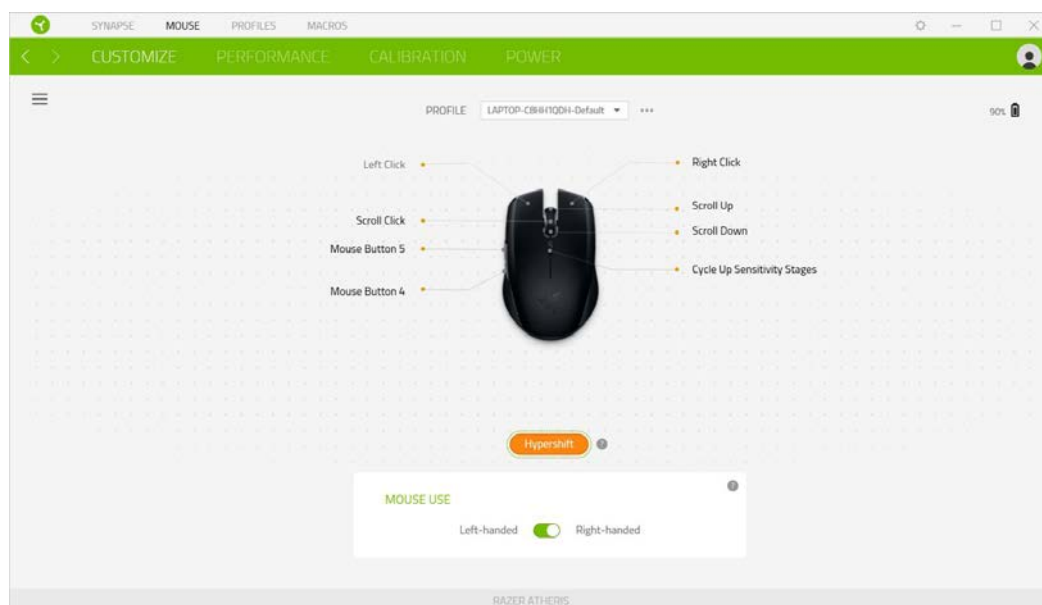 SYNAPSE MOUSE PROFILES MACROS
CUSTOMIZE PERFORMANCE CALIBRATION POWER
PROFILE LAPTOP-C8HH1QDH-Default
90%
Left Click
Right Click
Scroll Up
Scroll Click
Scroll Down
Mouse Button 5
Cycle Up Sensitivity Stages
Mouse Button 4
Hypershift ?
MOUSE USE ?
Left-handed Right-handed
RAZER ATHERIS